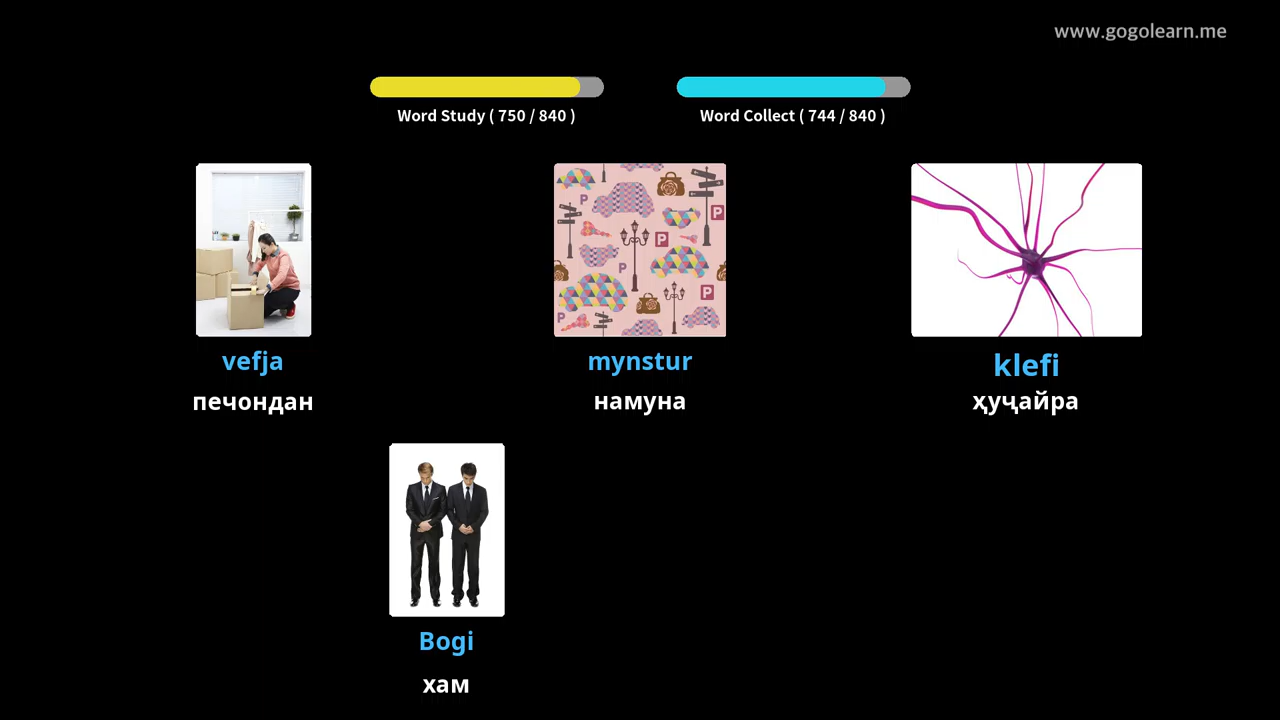 www.gogolearn.me
Word Study ( 750 / 840 )
Word Collect ( 744 / 840 )
P
P
P
P
P
P
vefja
печондан
mynstur
намуна
klefi
ҳуҷайра
Bogi
хам